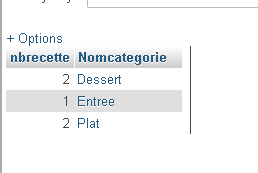 + Options
nbrecette Nomcategorie
2 Dessert
1 Entree
2 Plat